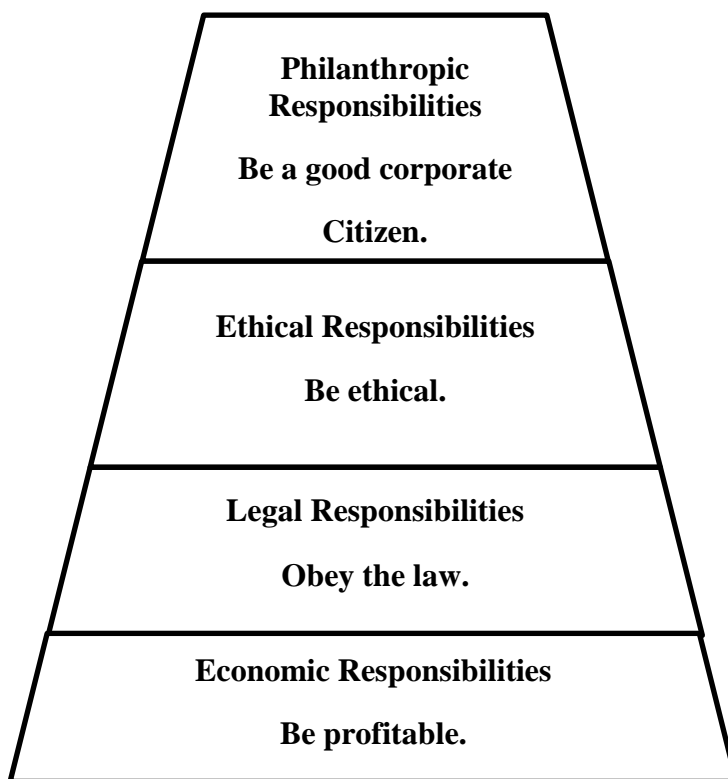 Philanthropic
Responsibilities
Be a good corporate
Citizen.
Ethical Responsibilities
Be ethical.
Legal Responsibilities
Obey the law.
Economic Responsibilities
Be profitable.